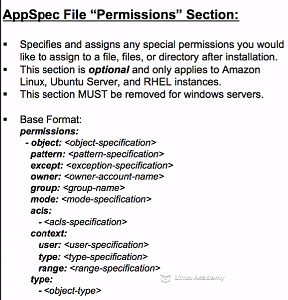 AppSpec File “Permissions” Section:
▪ Specifies and assigns any special permissions you would
like to assign to a file, files, or directory after installation.
▪ This section is optional and only applies to Amazon
Linux, Ubuntu Server, and RHEL instances.
▪ This section MUST be removed for windows servers.
▪ Base Format:
permissions:
- object: <object-specification>
pattern: <pattern-specification>
except: <exception-specification>
owner: <owner-account-name>
group: <group-name>
mode: <mode-specification>
acls:
- <acls-specification>
context:
user: <user-specification>
type: <type-specification>
range: <range-specification>
type:
- <object-type>
Linux Academy